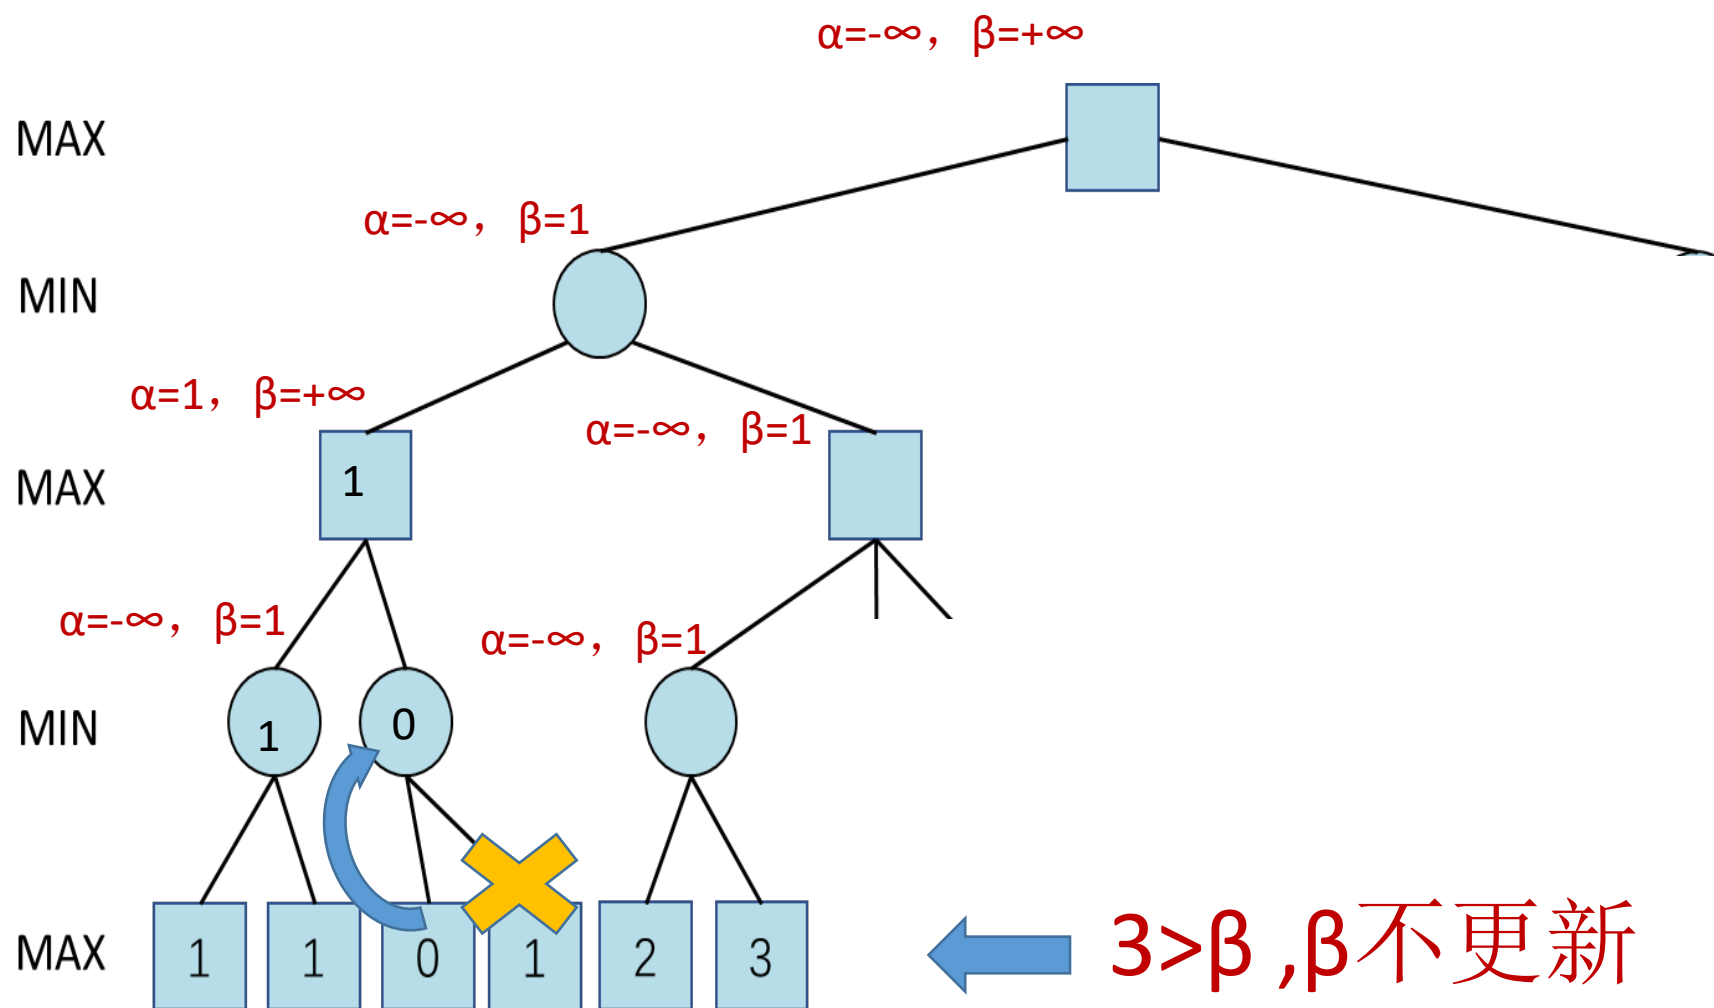 α=-∞，β=+∞
MAX
α=-∞，β=1
MIN
α=1，β=+∞
α=-∞，β=1
MAX
1
α=-∞，β=1
α=-∞，β=1
MIN
1
0
MAX
1
1
0
1
2
3
3>β ,β不更新